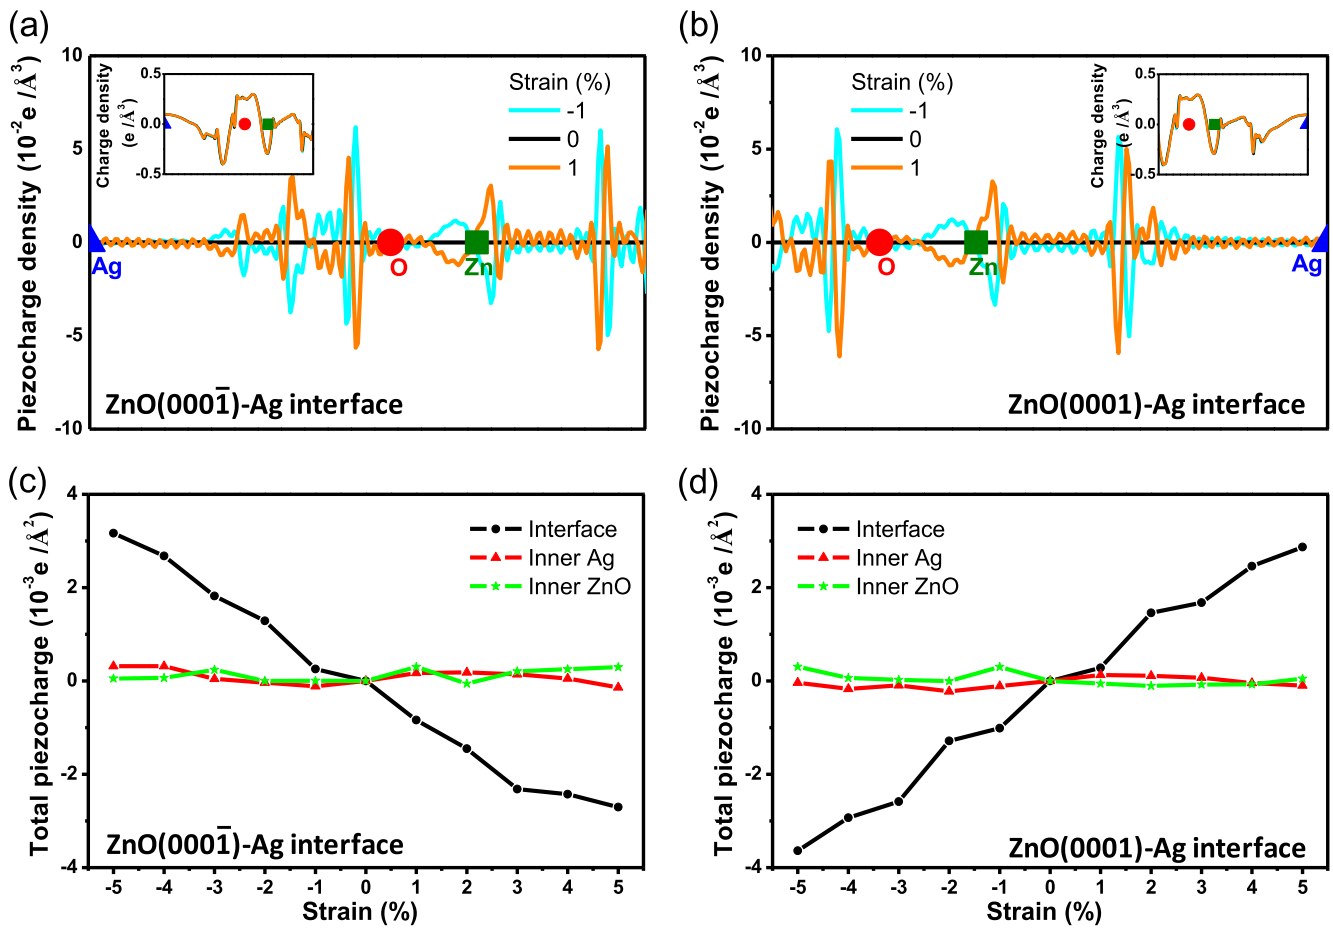 (a)
Piezocharge density (10⁻² e /Å³)
10
5
0
-5
-10
Charge density
(e /Å³)
0.5
0.0
-0.5
Strain (%)
-1
0
1
Ag
O
Zn
ZnO(0001̅)-Ag interface
(b)
Piezocharge density (10⁻² e /Å³)
10
5
0
-5
-10
Strain (%)
-1
0
1
Charge density
(e /Å³)
0.5
0.0
-0.5
O
Zn
Ag
ZnO(0001)-Ag interface
(c)
Total piezocharge (10⁻³ e /Å²)
4
2
0
-2
-4
Interface
Inner Ag
Inner ZnO
ZnO(0001̅)-Ag interface
-5 -4 -3 -2 -1 0 1 2 3 4 5
Strain (%)
(d)
Total piezocharge (10⁻³ e /Å²)
4
2
0
-2
-4
Interface
Inner Ag
Inner ZnO
ZnO(0001)-Ag interface
-5 -4 -3 -2 -1 0 1 2 3 4 5
Strain (%)